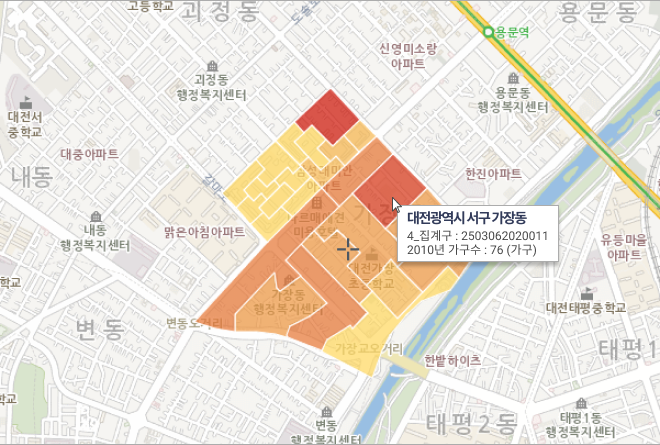 고등학교
괴정동
도솔로
용문동
용문역
신영미소랑
아파트
괴정동
행정복지센터
용문동
행정복지센터
대전서
중학교
대중아파트
내동
갈마로
삼성래미안
아파트
한진아파트
대전광역시 서구 가장동
4_집계구 : 2503062020011
2010년 가구수 : 76 (가구)
가장
내동
행정복지센터
맑은아침아파트
유등마을
아파트
대전가장
초등학교
가장동
행정복지센터
대전태평중학교
변동오거리
변동
가장교오거리
한밭하이츠
태평1
학교
변동
행정복지센터
태평2동
태평1동
행정복지센터